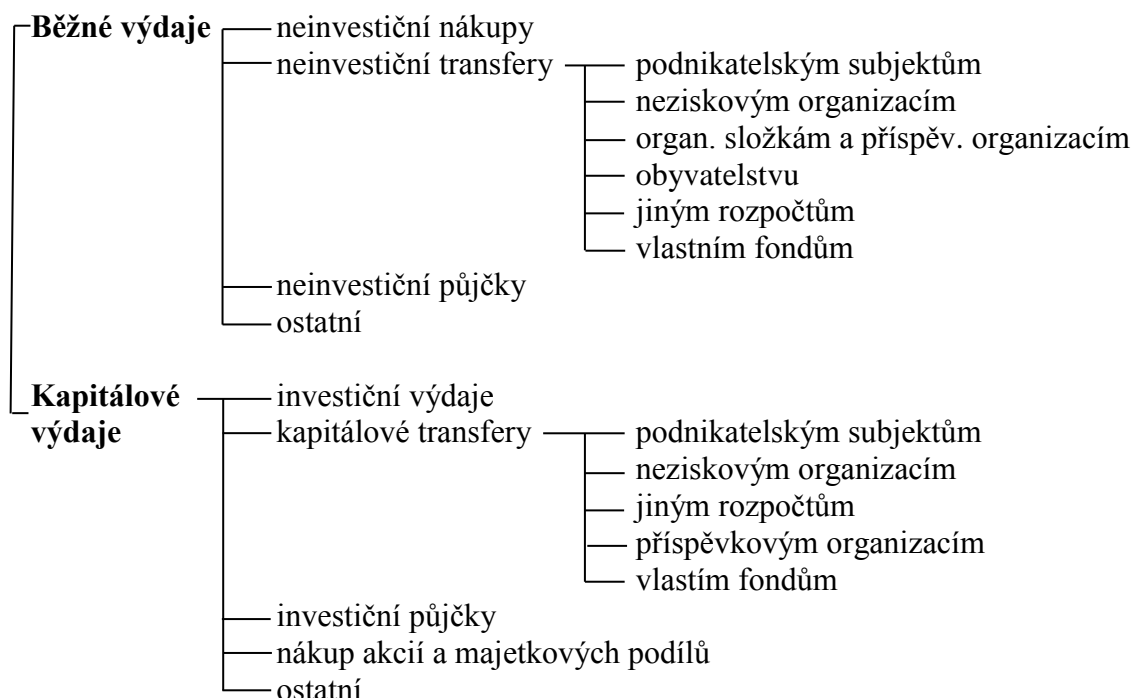 Běžné výdaje neinvestiční nákupy
neinvestiční transfery podnikatelským subjektům
neziskovým organizacím
organ. složkám a příspěv. organizacím
obyvatelstvu
jiným rozpočtům
vlastním fondům
neinvestiční půjčky
ostatní
Kapitálové výdaje investiční výdaje
kapitálové transfery podnikatelským subjektům
neziskovým organizacím
jiným rozpočtům
příspěvkovým organizacím
vlastím fondům
investiční půjčky
nákup akcií a majetkových podílů
ostatní